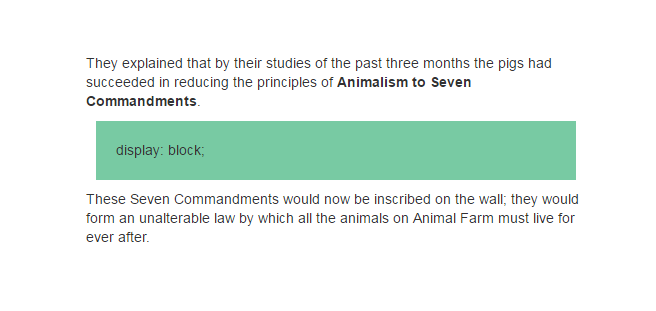 They explained that by their studies of the past three months the pigs had
succeeded in reducing the principles of Animalism to Seven
Commandments.
display: block;
These Seven Commandments would now be inscribed on the wall; they would
form an unalterable law by which all the animals on Animal Farm must live for
ever after.